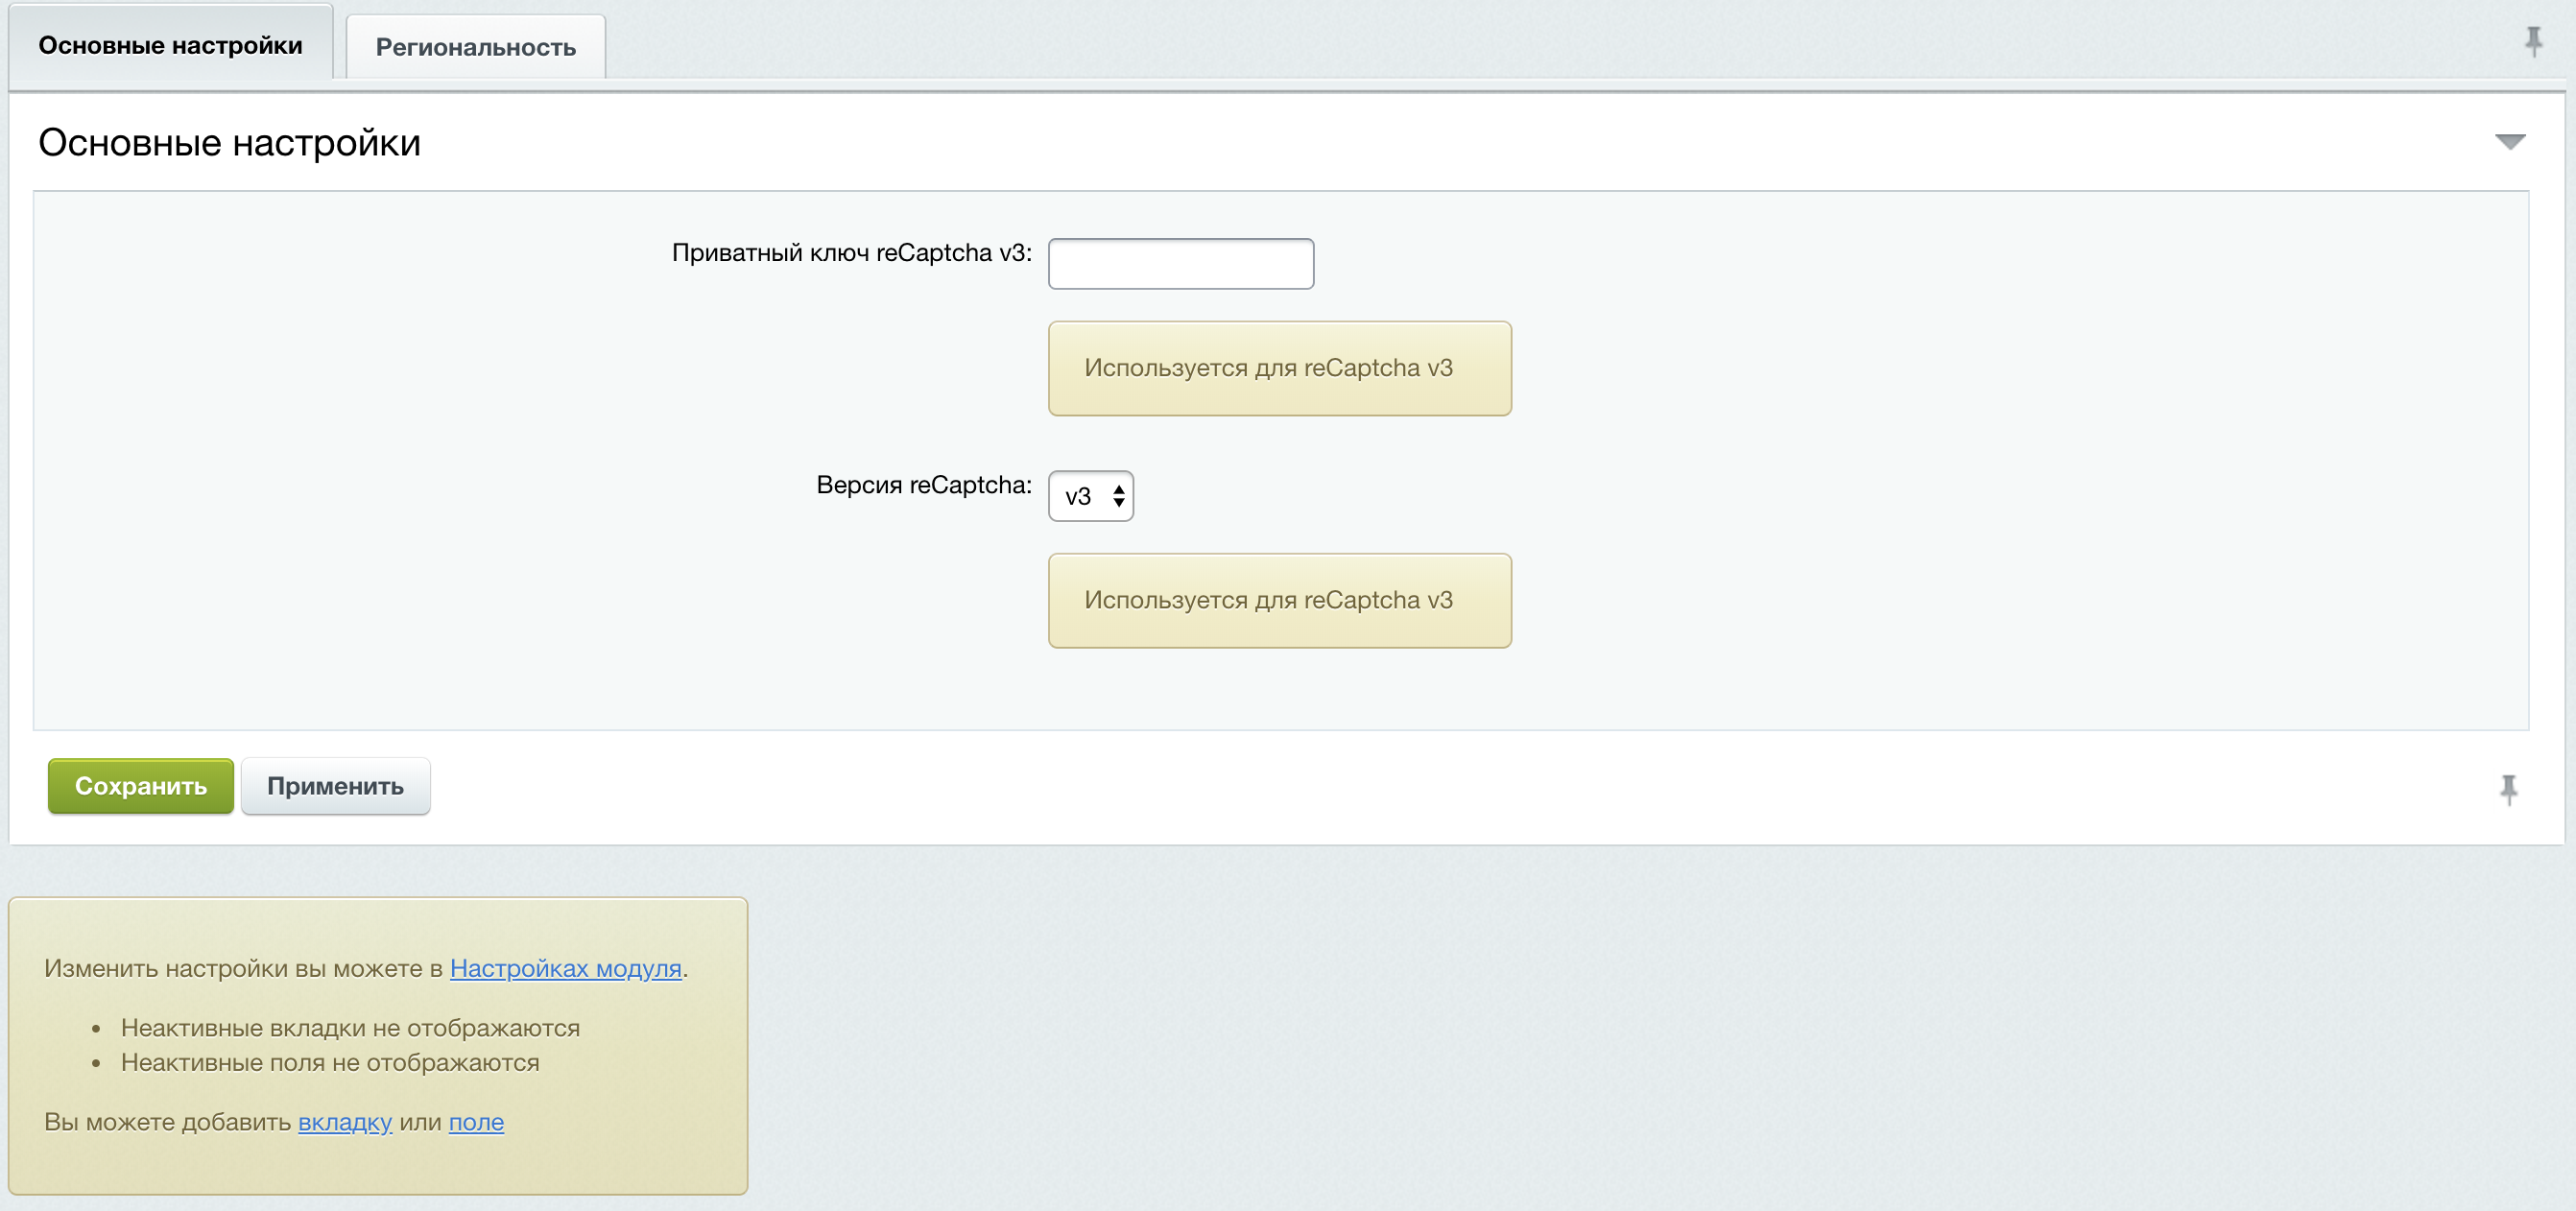 Основные настройки
Региональность
Основные настройки
Приватный ключ reCaptcha v3:
Используется для reCaptcha v3
Версия reCaptcha:
v3
Используется для reCaptcha v3
Сохранить
Применить
Изменить настройки вы можете в Настройках модуля.
• Неактивные вкладки не отображаются
• Неактивные поля не отображаются
Вы можете добавить вкладку или поле